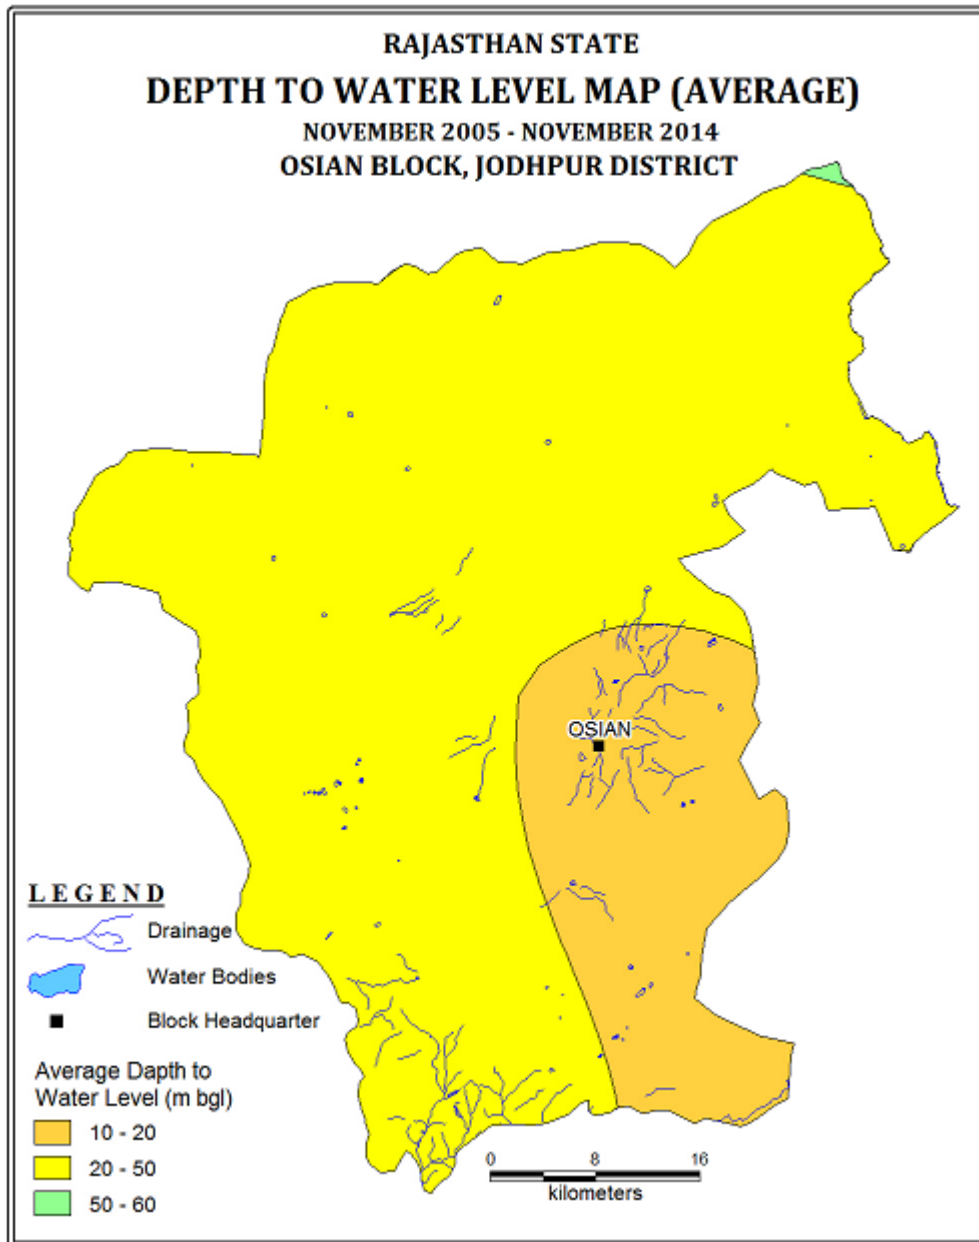 RAJASTHAN STATE
DEPTH TO WATER LEVEL MAP (AVERAGE)
NOVEMBER 2005 - NOVEMBER 2014
OSIAN BLOCK, JODHPUR DISTRICT
OSIAN
LEGEND
Drainage
Water Bodies
Block Headquarter
Average Depth to
Water Level (m bgl)
10 - 20
20 - 50
50 - 60
0 8 16
kilometers